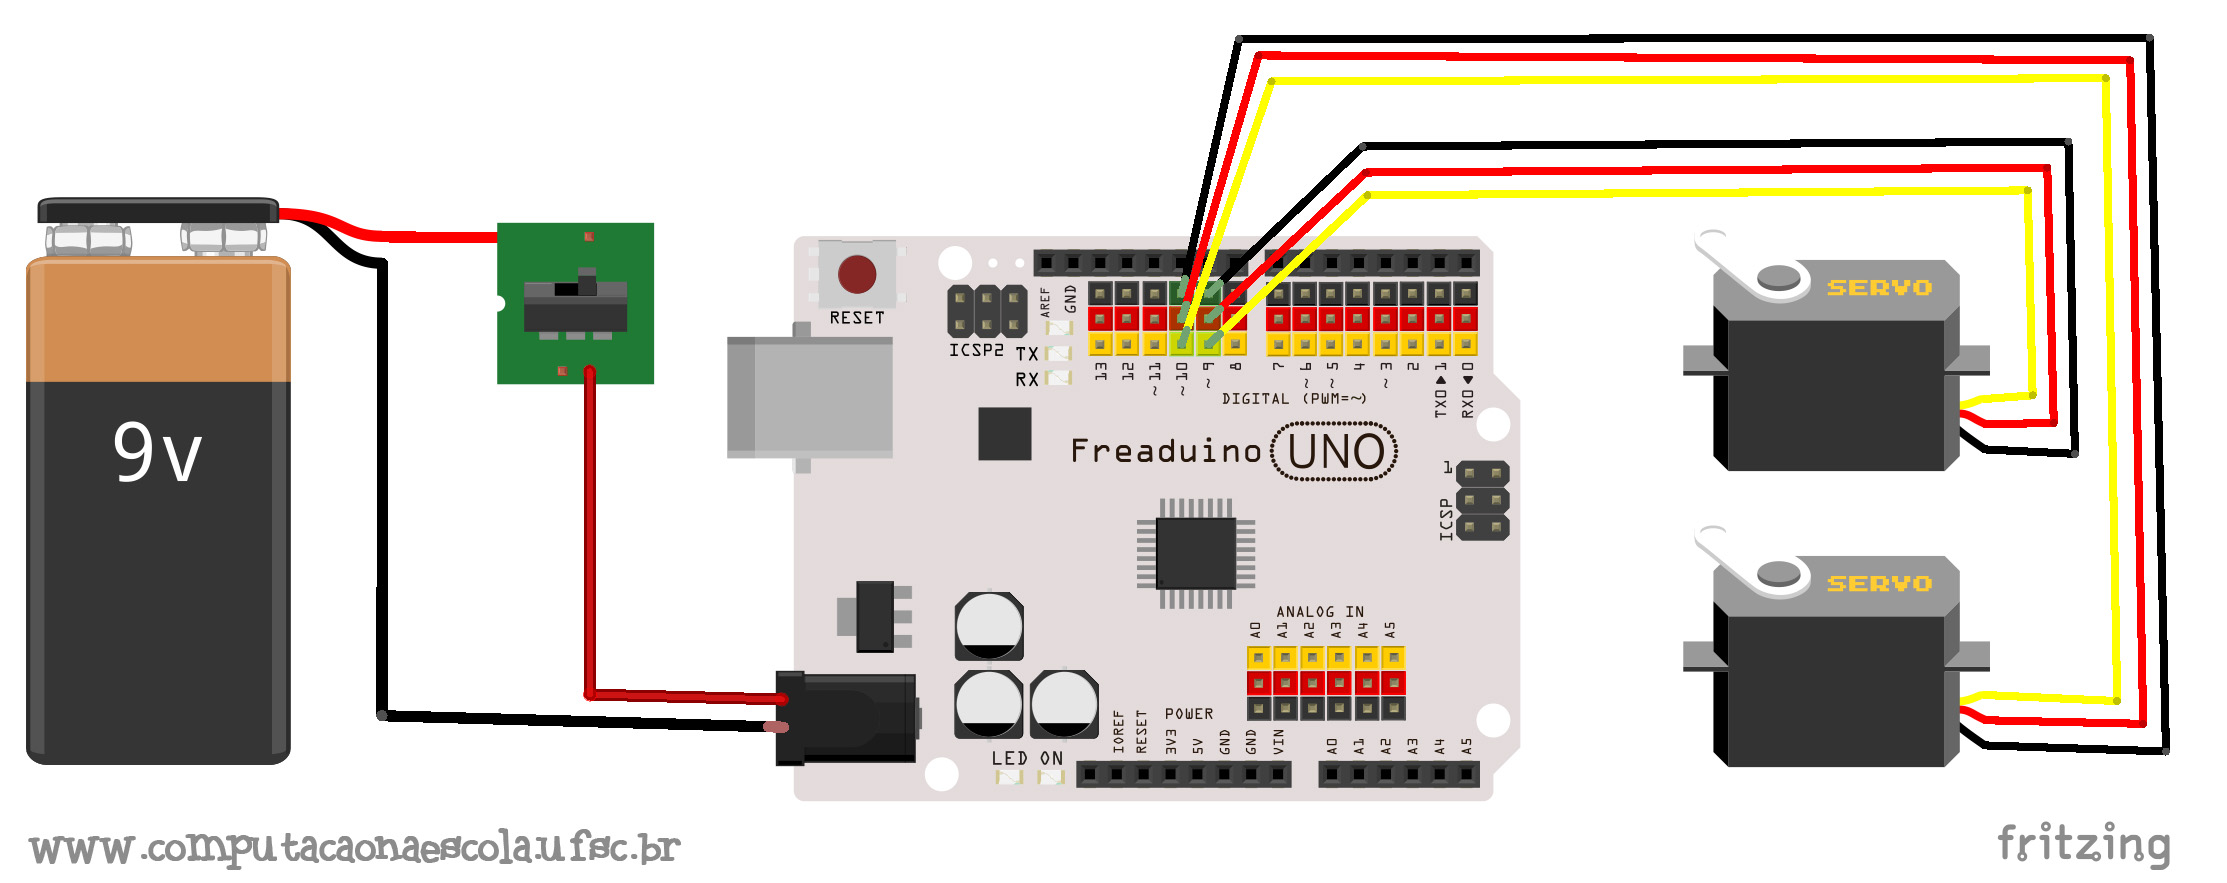 9v
RESET
ICSP2
AREF
GND
TX
RX
13 12 ~11 ~10 ~9 8 7 ~6 ~5 4 ~3 2 TXO▶1 RXO◀0
DIGITAL (PWM=~)
Freaduino UNO
1
ICSP
SERVO
SERVO
ANALOG IN
A0 A1 A2 A3 A4 A5
POWER
IOREF RESET 3V3 5V GND GND VIN
A0 A1 A2 A3 A4 A5
LED ON
www.computacaonaescola.ufsc.br
fritzing